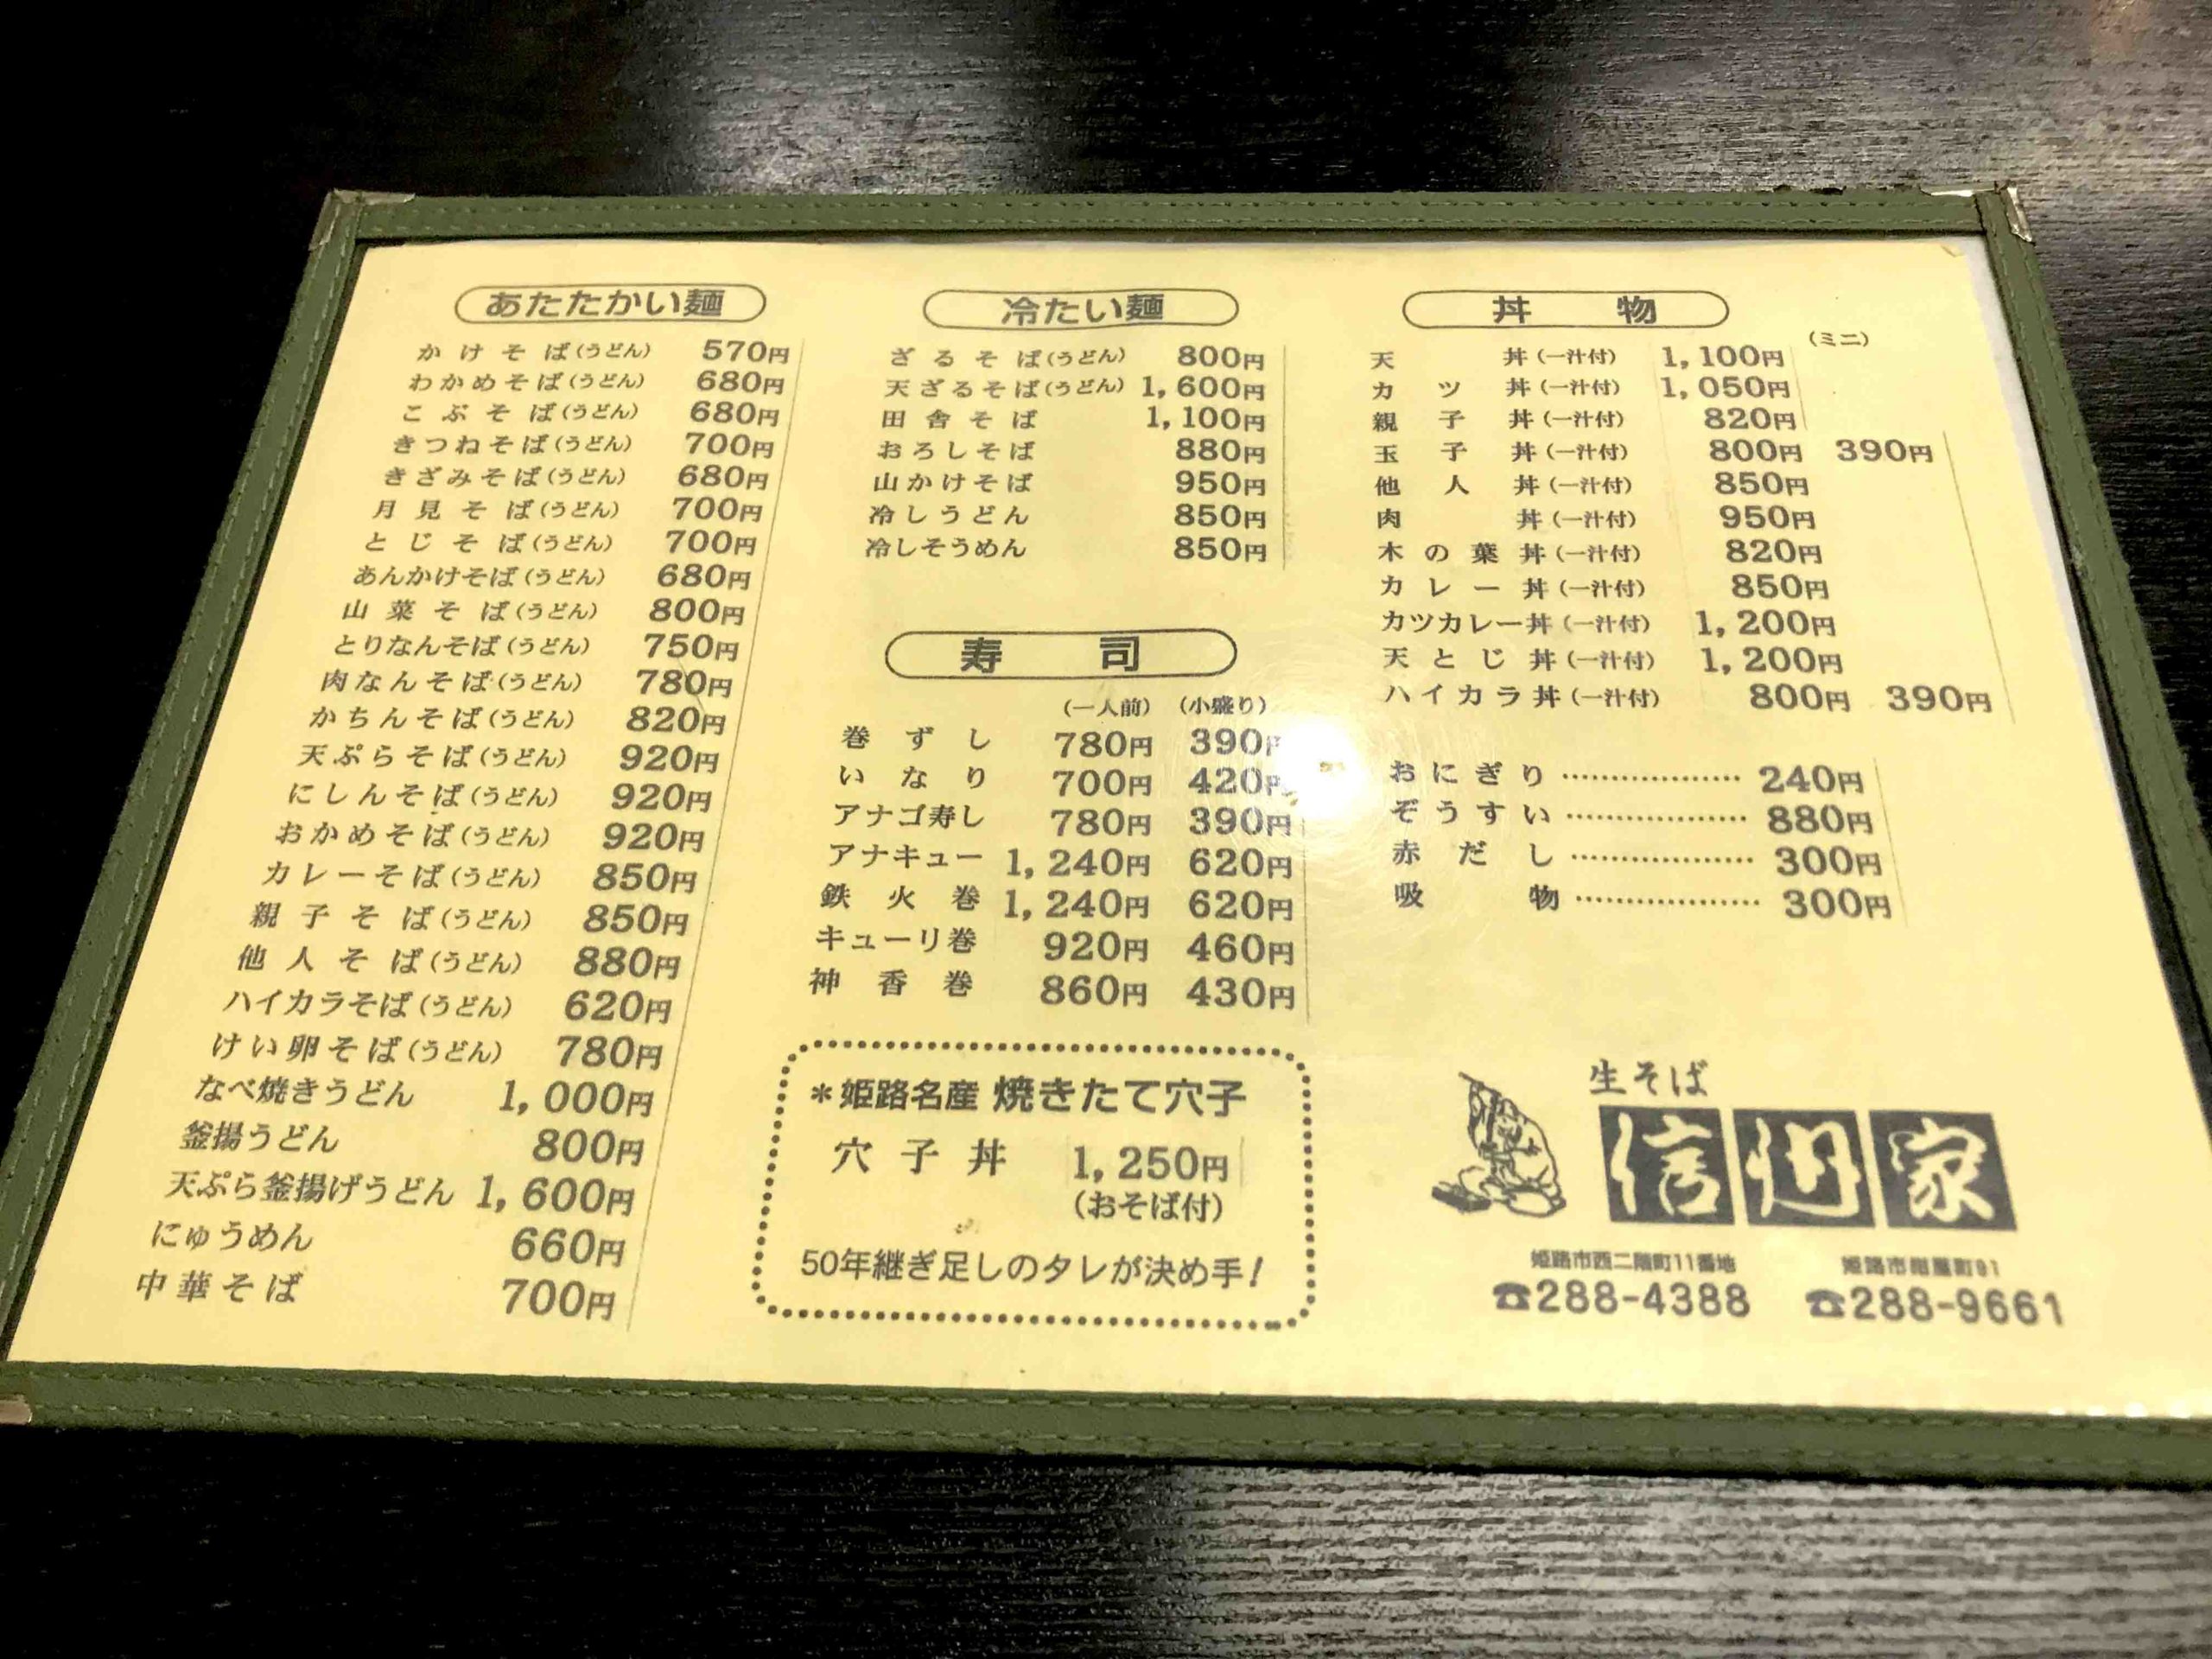 あたたかい麺
かけそば(うどん) 570円
わかめそば(うどん) 680円
こぶそば(うどん) 680円
きつねそば(うどん) 700円
きざみそば(うどん) 680円
月見そば(うどん) 700円
とじそば(うどん) 700円
あんかけそば(うどん) 680円
山菜そば(うどん) 800円
とりなんそば(うどん) 750円
肉なんそば(うどん) 780円
かちんそば(うどん) 820円
天ぷらそば(うどん) 920円
にしんそば(うどん) 920円
おかめそば(うどん) 920円
カレーそば(うどん) 850円
親子そば(うどん) 850円
他人そば(うどん) 880円
ハイカラそば(うどん) 620円
けい卵そば(うどん) 780円
なべ焼きうどん 1,000円
釜揚うどん 800円
天ぷら釜揚げうどん 1,600円
にゅうめん 660円
中華そば 700円
冷たい麺
ざるそば(うどん) 800円
天ざるそば(うどん) 1,600円
田舎そば 1,100円
おろしそば 880円
山かけそば 950円
冷しうどん 850円
冷しそうめん 850円
寿司
(一人前) (小盛り)
巻ずし 780円 390円
いなり 700円 420円
アナゴ寿し 780円 390円
アナキュー 1,240円 620円
鉄火巻 1,240円 620円
キューリ巻 920円 460円
神香巻 860円 430円
*姫路名産 焼きたて穴子
穴子丼 1,250円
(おそば付)
50年継ぎ足しのタレが決め手!
丼物
(ミニ)
天丼(一汁付) 1,100円
カツ丼(一汁付) 1,050円
親子丼(一汁付) 820円
玉子丼(一汁付) 800円 390円
他人丼(一汁付) 850円
肉丼(一汁付) 950円
木の葉丼(一汁付) 820円
カレー丼(一汁付) 850円
カツカレー丼(一汁付) 1,200円
天とじ丼(一汁付) 1,200円
ハイカラ丼(一汁付) 800円 390円
おにぎり ……………… 240円
ぞうすい ……………… 880円
赤だし ……………… 300円
吸物 ……………… 300円
生そば
信州家
姫路市西二階町11番地
☎288-4388
姫路市紺屋町91
☎288-9661